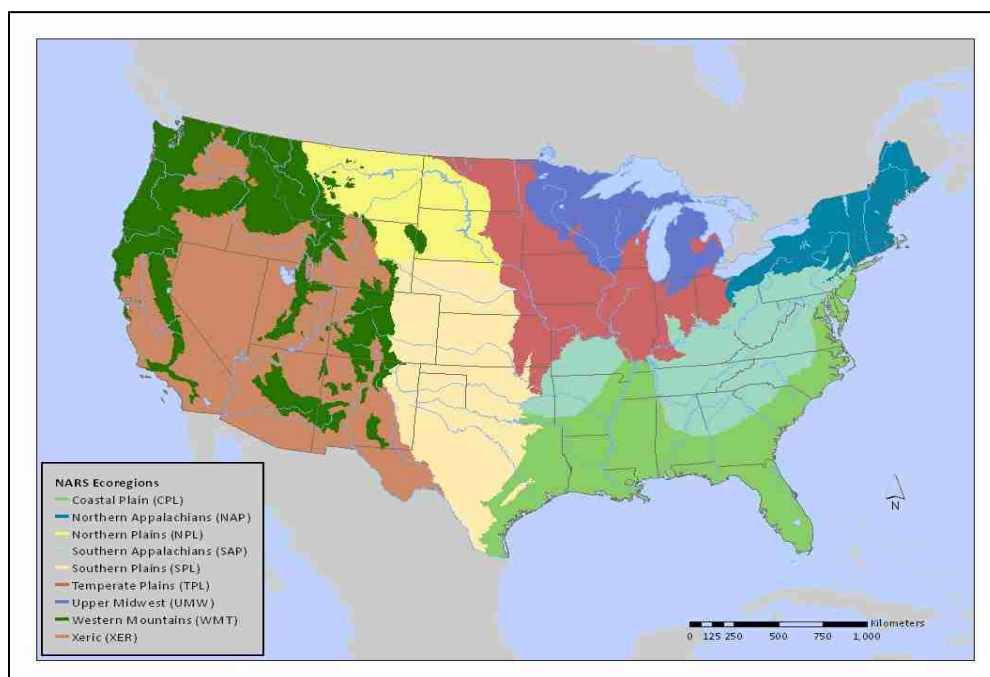 NARS Ecoregions
Coastal Plain (CPL)
Northern Appalachians (NAP)
Northern Plains (NPL)
Southern Appalachians (SAP)
Southern Plains (SPL)
Temperate Plains (TPL)
Upper Midwest (UMW)
Western Mountains (WMT)
Xeric (XER)
N
Kilometers
0 125 250 500 750 1,000